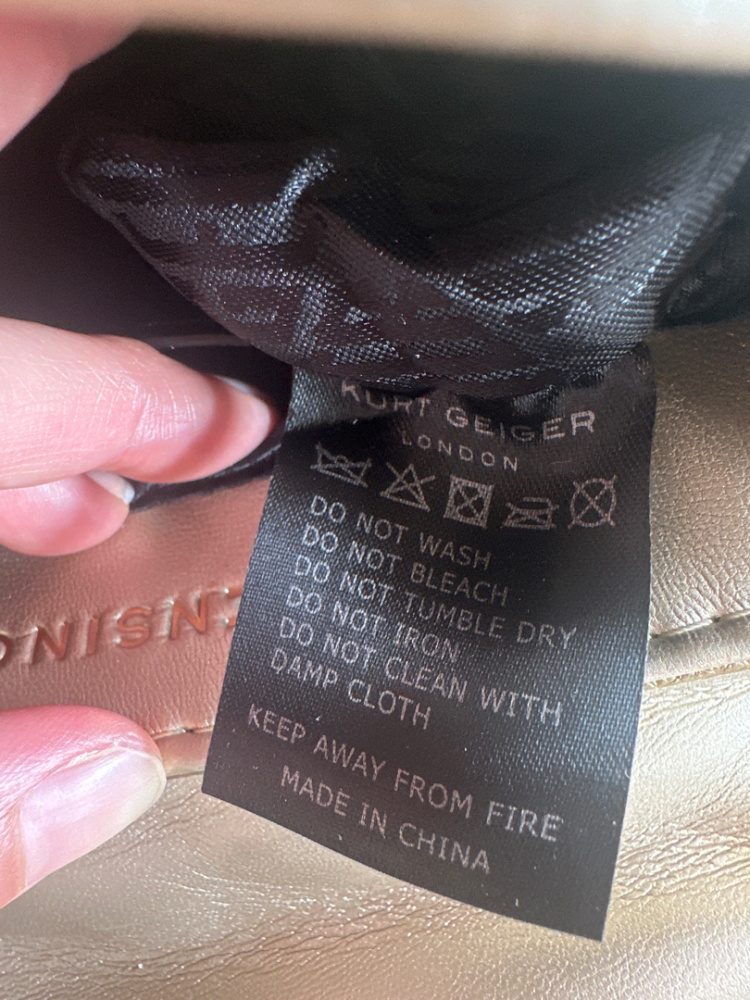 KURT GEIGER
LONDON
DO NOT WASH
DO NOT BLEACH
DO NOT TUMBLE DRY
DO NOT IRON
DO NOT CLEAN WITH
DAMP CLOTH
KEEP AWAY FROM FIRE
MADE IN CHINA